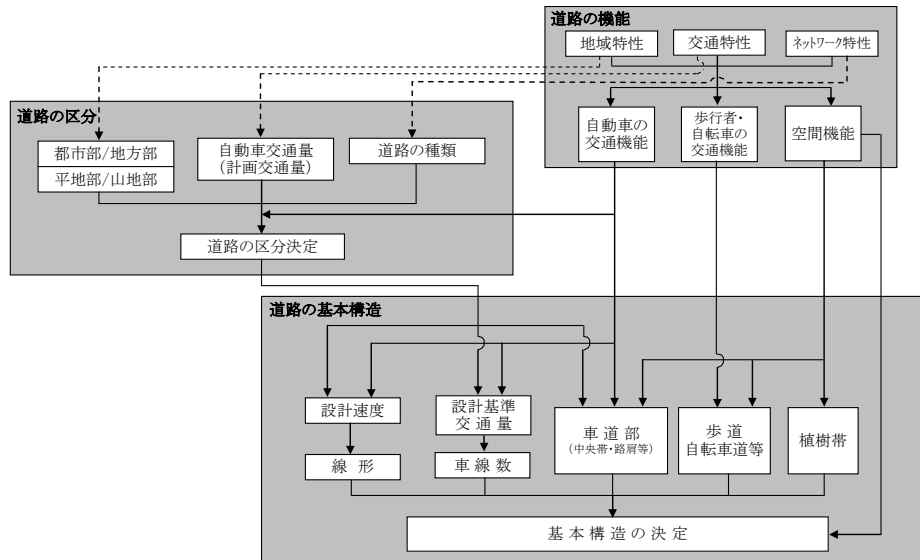 道路の機能
地域特性
交通特性
ネットワーク特性
自動車の
交通機能
歩行者・
自転車の
交通機能
空間機能
道路の区分
都市部/地方部
平地部/山地部
自動車交通量
(計画交通量)
道路の種類
道路の区分決定
道路の基本構造
設計速度
線形
設計基準
交通量
車線数
車道部
(中央帯・路肩等)
歩道
自転車道等
植樹帯
基本構造の決定